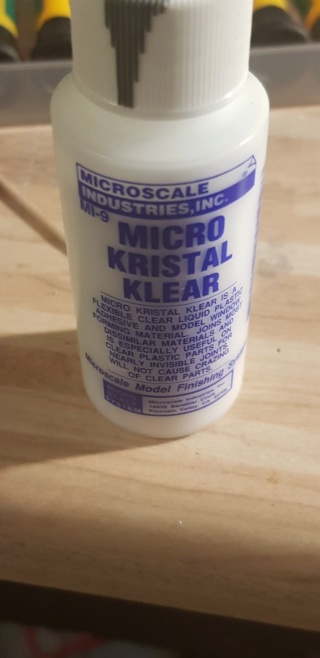 MICROSCALE
INDUSTRIES, INC.
MI-9
MICRO
KRISTAL
KLEAR
MICRO KRISTAL KLEAR IS A
FLEXIBLE CLEAR LIQUID PLASTIC
ADHESIVE AND MODEL WINDOW
FORMING MATERIAL. JOINS MOST
DISSIMILAR MATERIALS AND
IS ESPECIALLY USEFUL ON
CLEAR PLASTIC PARTS FOR
NEARLY INVISIBLE JOINTS.
WILL NOT CAUSE CRAZING
OF CLEAR PARTS.
Microscale Model Finishing
Microscale Industries